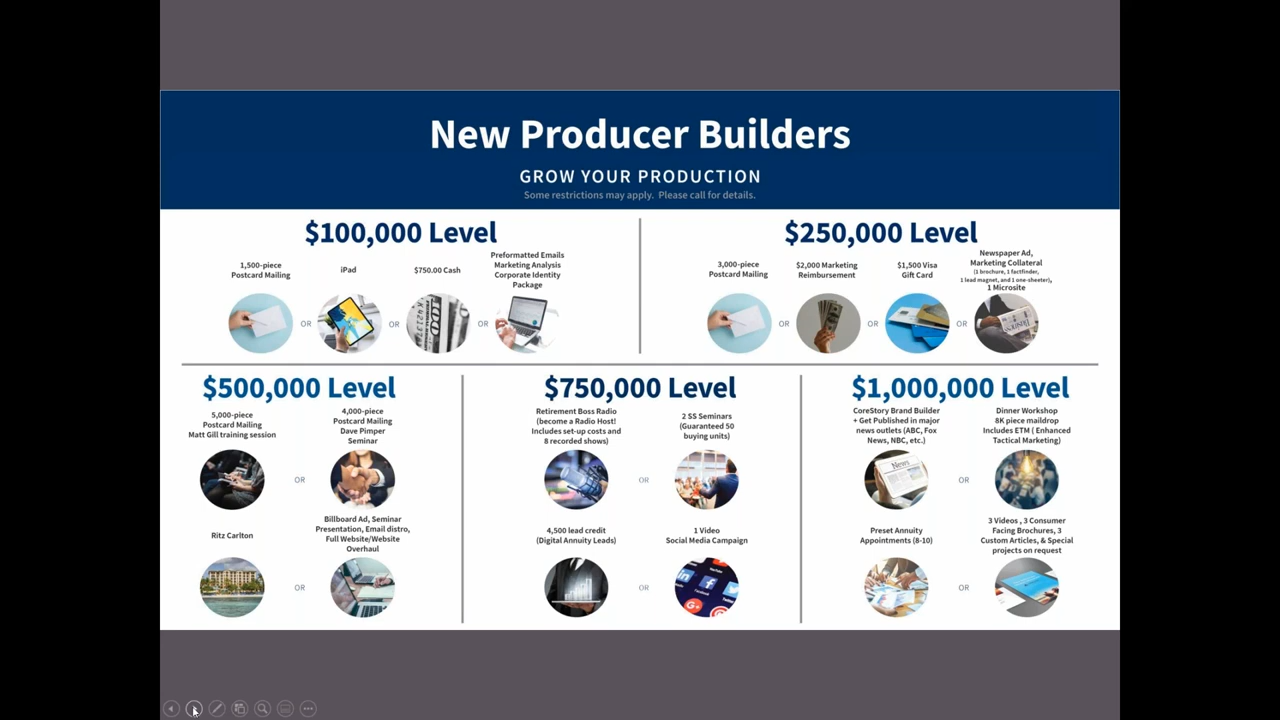 New Producer Builders
GROW YOUR PRODUCTION
Some restrictions may apply. Please call for details.
$100,000 Level
1,500-piece
Postcard Mailing
OR
iPad
OR
$750.00 Cash
OR
Preformatted Emails
Marketing Analysis
Corporate Identity
Package
$250,000 Level
3,000-piece
Postcard Mailing
OR
$2,000 Marketing
Reimbursement
OR
$1,500 Visa
Gift Card
OR
Newspaper Ad,
Marketing Collateral
(1 brochure, 1 factfinder,
1 lead magnet, and 1 one-sheeter),
1 Microsite
$500,000 Level
5,000-piece
Postcard Mailing
Matt Gill training session
OR
4,000-piece
Postcard Mailing
Dave Pimper
Seminar
Ritz Carlton
OR
Billboard Ad, Seminar
Presentation, Email distro,
Full Website/Website
Overhaul
$750,000 Level
Retirement Boss Radio
(become a Radio Host!
Includes set-up costs and
8 recorded shows)
OR
2 SS Seminars
(Guaranteed 50
buying units)
4,500 lead credit
(Digital Annuity Leads)
OR
1 Video
Social Media Campaign
$1,000,000 Level
CoreStory Brand Builder
+ Get Published in major
news outlets (ABC, Fox
News, NBC, etc.)
News
OR
Dinner Workshop
8K piece maildrop
Includes ETM ( Enhanced
Tactical Marketing)
Preset Annuity
Appointments (8-10)
OR
3 Videos , 3 Consumer
Facing Brochures, 3
Custom Articles, & Special
projects on request